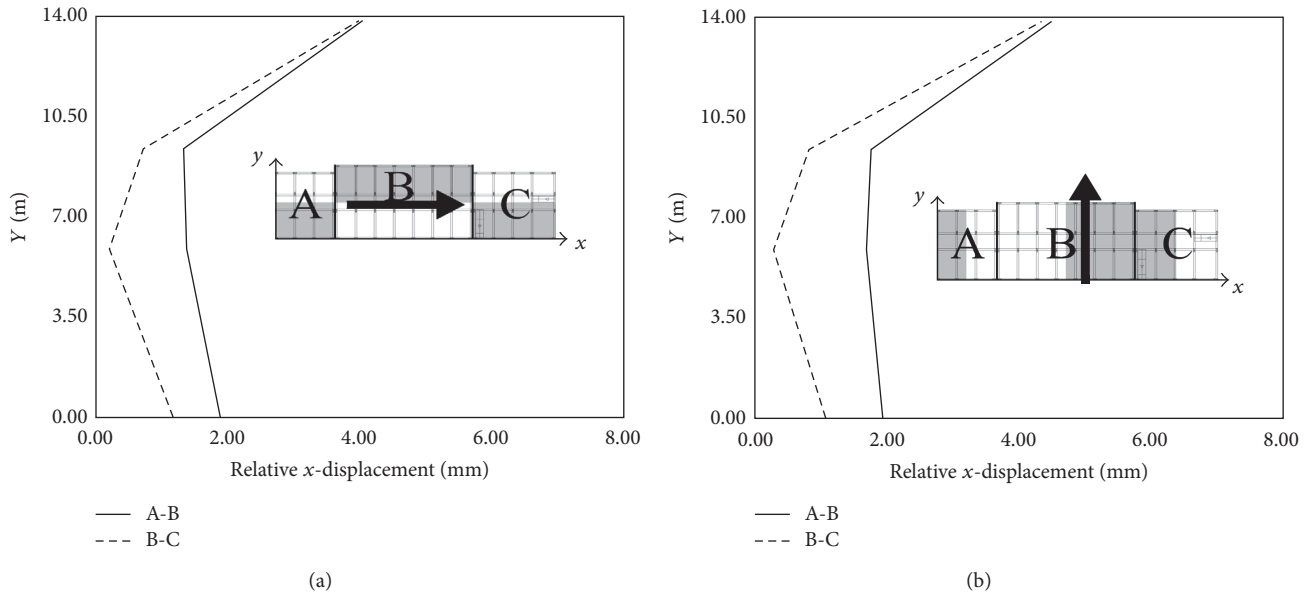 14.00
10.50
7.00
3.50
0.00
Y (m)
0.00 2.00 4.00 6.00 8.00
Relative x-displacement (mm)
y
A
B
C
x
A-B
B-C
(a)
14.00
10.50
7.00
3.50
0.00
Y (m)
0.00 2.00 4.00 6.00 8.00
Relative x-displacement (mm)
y
A
B
C
x
A-B
B-C
(b)